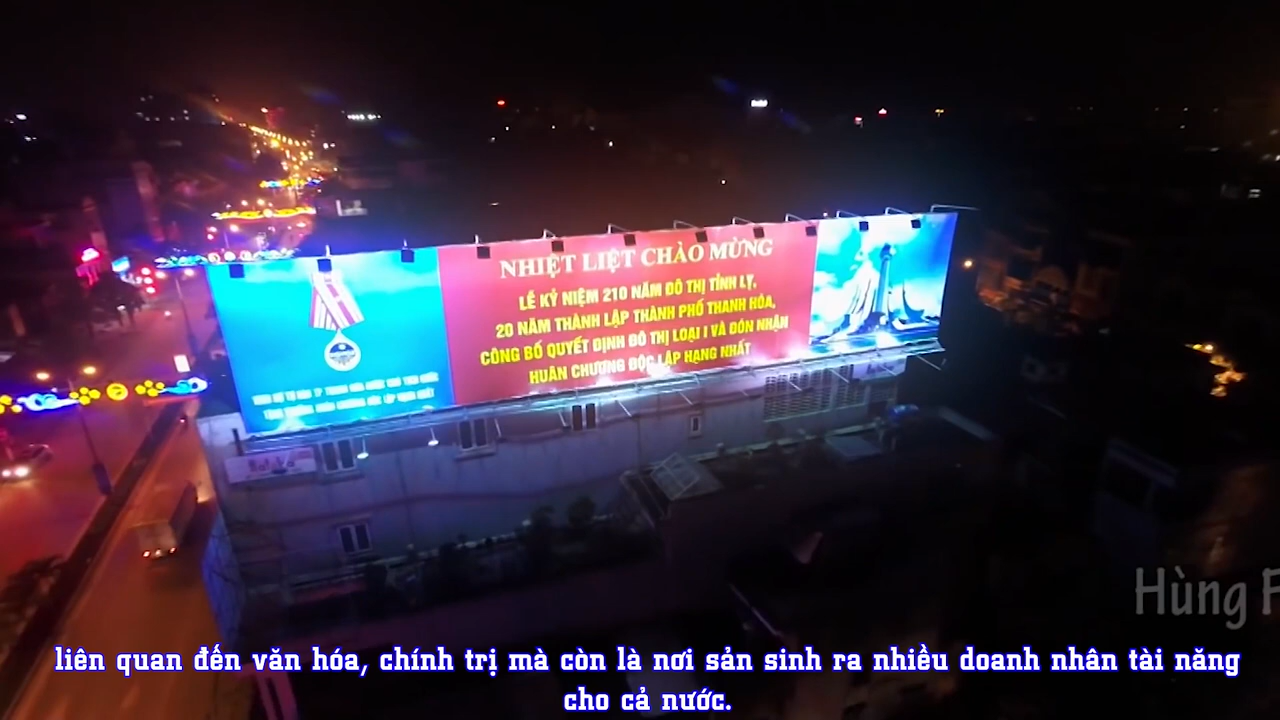 NHIỆT LIỆT CHÀO MỪNG
LỄ KỶ NIỆM 210 NĂM ĐÔ THỊ TỈNH LỴ,
20 NĂM THÀNH LẬP THÀNH PHỐ THANH HÓA,
CÔNG BỐ QUYẾT ĐỊNH ĐÔ THỊ LOẠI I VÀ ĐÓN NHẬN
HUÂN CHƯƠNG ĐỘC LẬP HẠNG NHẤT
Hùng
liên quan đến văn hóa, chính trị mà còn là nơi sản sinh ra nhiều doanh nhân tài năng
cho cả nước.